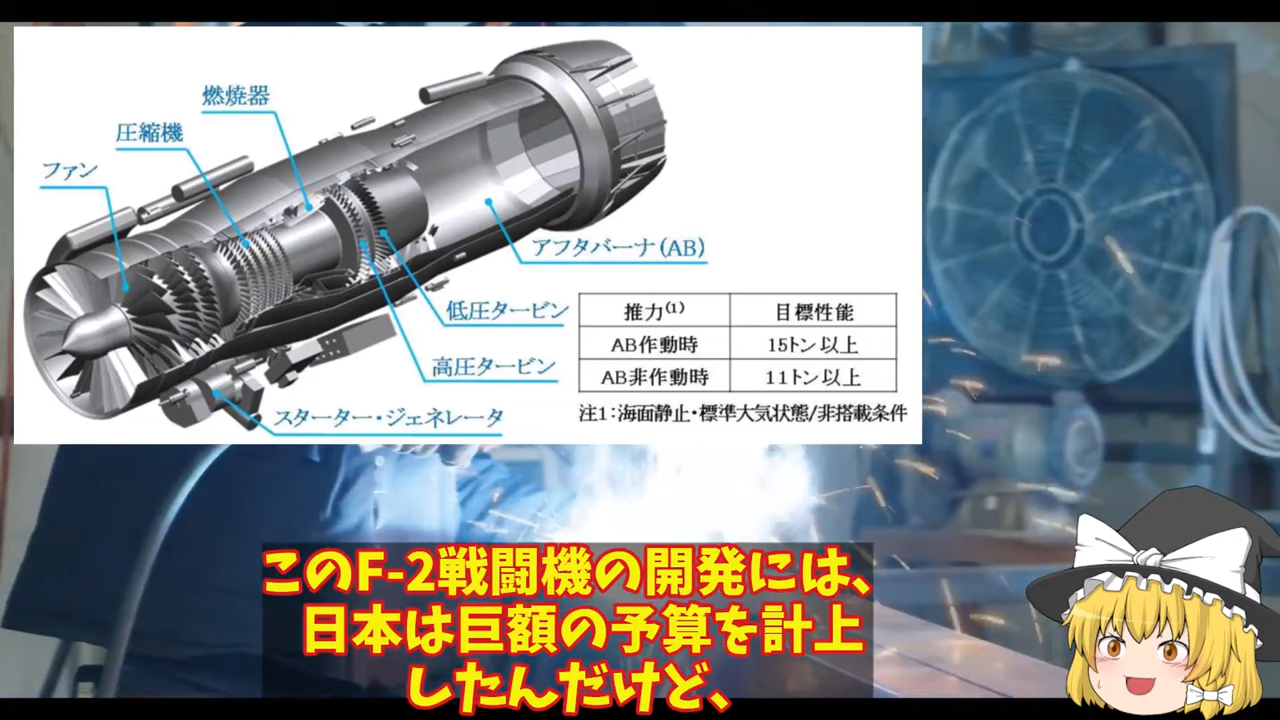 燃焼器
圧縮機
ファン
アフタバーナ(AB)
低圧タービン
高圧タービン
スターター・ジェネレータ
推力(1) 目標性能
AB作動時 15トン以上
AB非作動時 11トン以上
注1:海面静止・標準大気状態/非搭載条件
このF-2戦闘機の開発には、
日本は巨額の予算を計上
したんだけど、